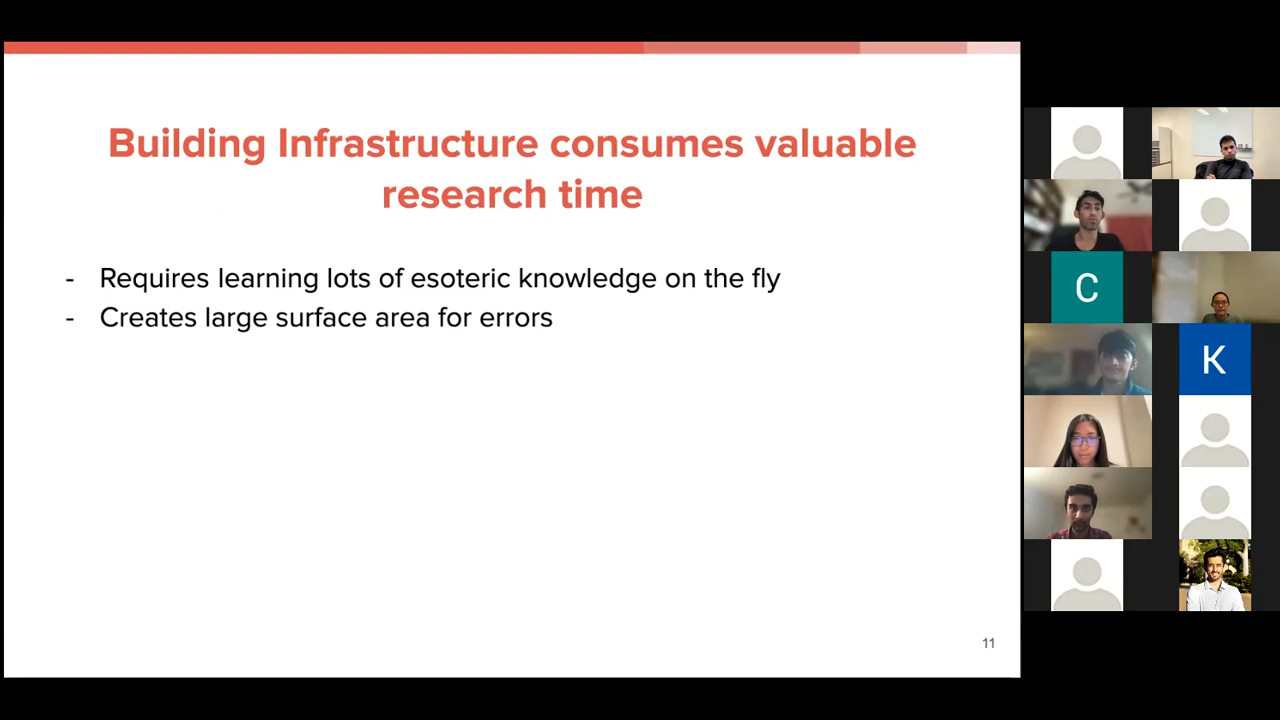 Building Infrastructure consumes valuable
research time
- Requires learning lots of esoteric knowledge on the fly
- Creates large surface area for errors
C
K
11